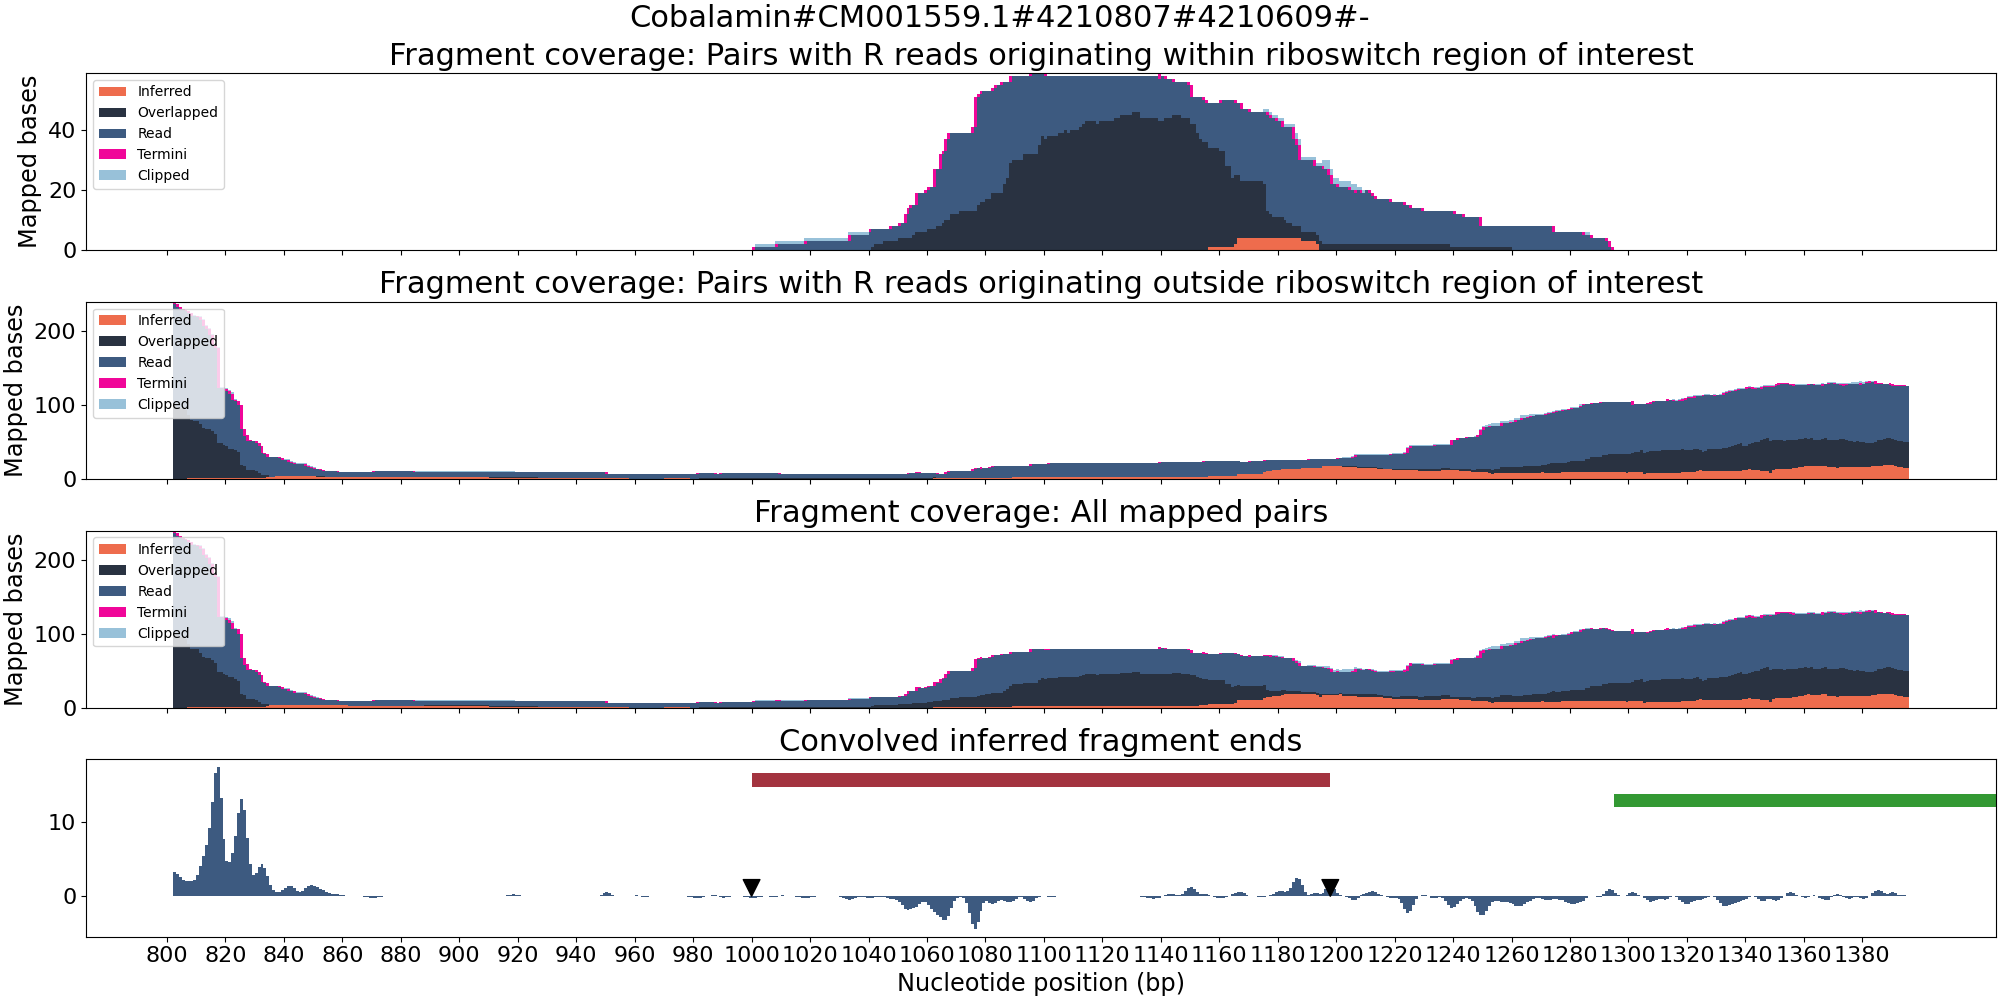 Cobalamin#CM001559.1#4210807#4210609#-
Fragment coverage: Pairs with R reads originating within riboswitch region of interest
Mapped bases
40
20
0
Inferred
Overlapped
Read
Termini
Clipped
Fragment coverage: Pairs with R reads originating outside riboswitch region of interest
Mapped bases
200
100
0
Inferred
Overlapped
Read
Termini
Clipped
Fragment coverage: All mapped pairs
Mapped bases
200
100
0
Inferred
Overlapped
Read
Termini
Clipped
Convolved inferred fragment ends
10
0
800 820 840 860 880 900 920 940 960 980 1000 1020 1040 1060 1080 1100 1120 1140 1160 1180 1200 1220 1240 1260 1280 1300 1320 1340 1360 1380
Nucleotide position (bp)